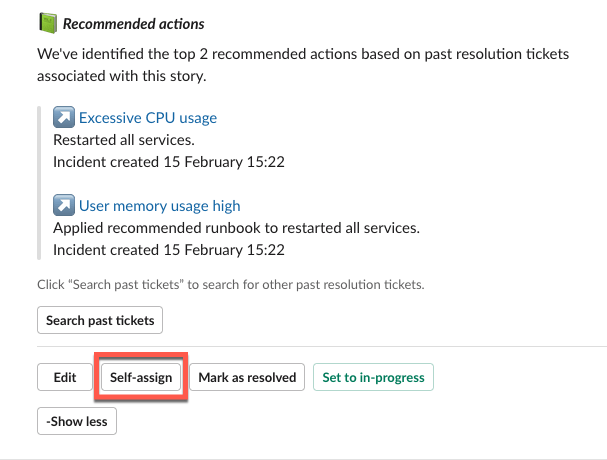 Recommended actions
We've identified the top 2 recommended actions based on past resolution tickets
associated with this story.
Excessive CPU usage
Restarted all services.
Incident created 15 February 15:22
User memory usage high
Applied recommended runbook to restarted all services.
Incident created 15 February 15:22
Click “Search past tickets” to search for other past resolution tickets.
Search past tickets
Edit Self-assign Mark as resolved Set to in-progress
-Show less